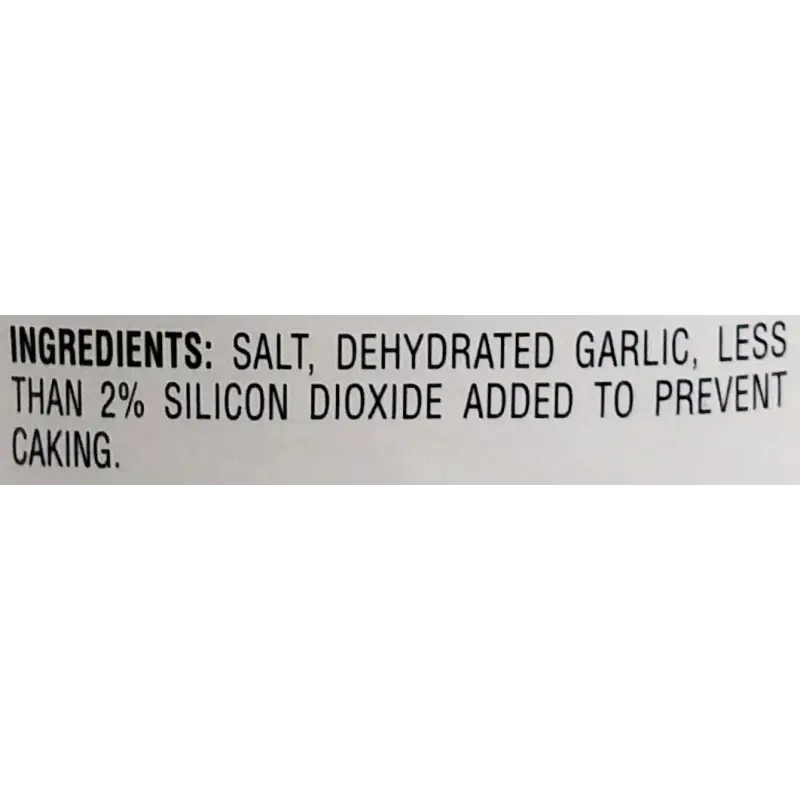 INGREDIENTS: SALT, DEHYDRATED GARLIC, LESS
THAN 2% SILICON DIOXIDE ADDED TO PREVENT
CAKING.